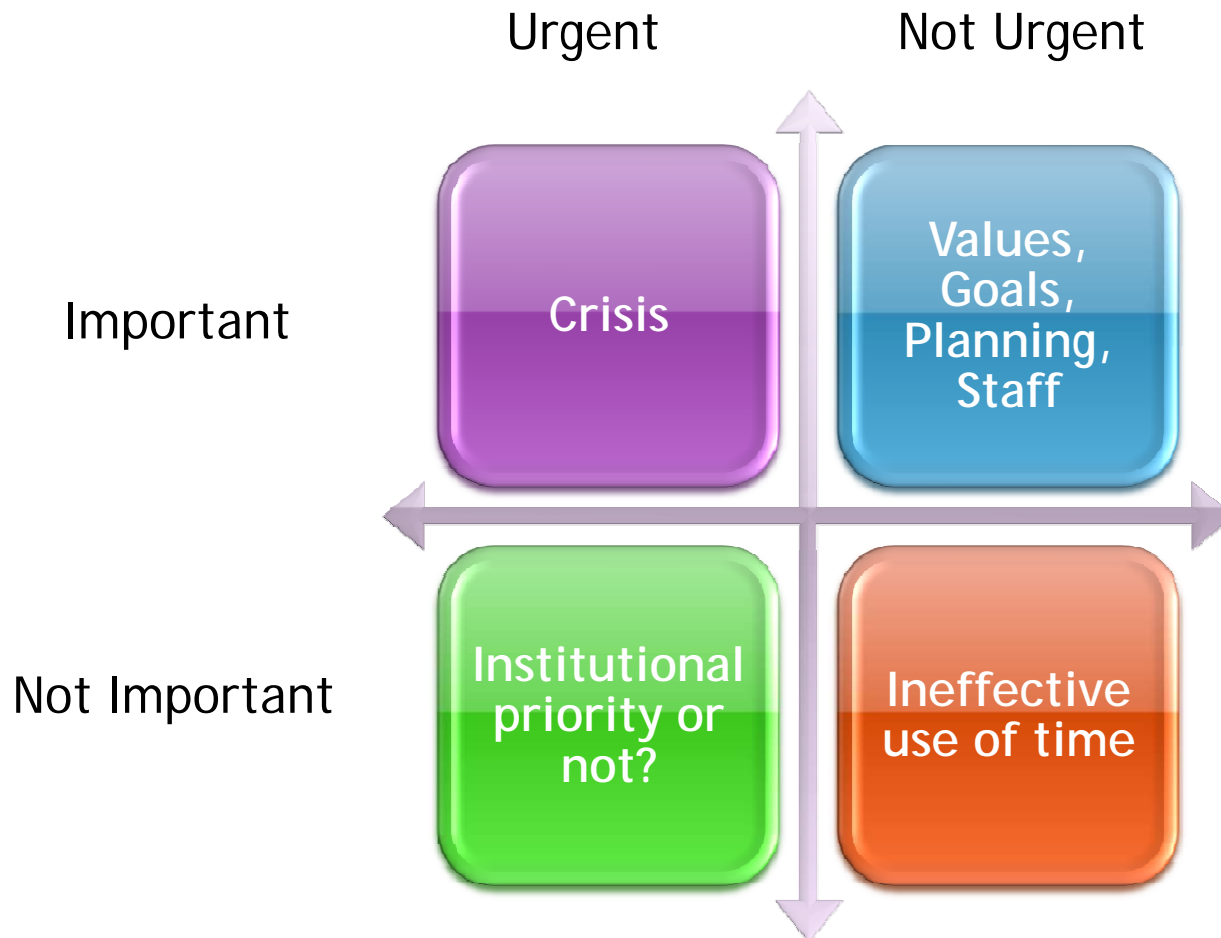 Urgent
Not Urgent
Important
Crisis
Values,
Goals,
Planning,
Staff
Not Important
Institutional
priority or
not?
Ineffective
use of time